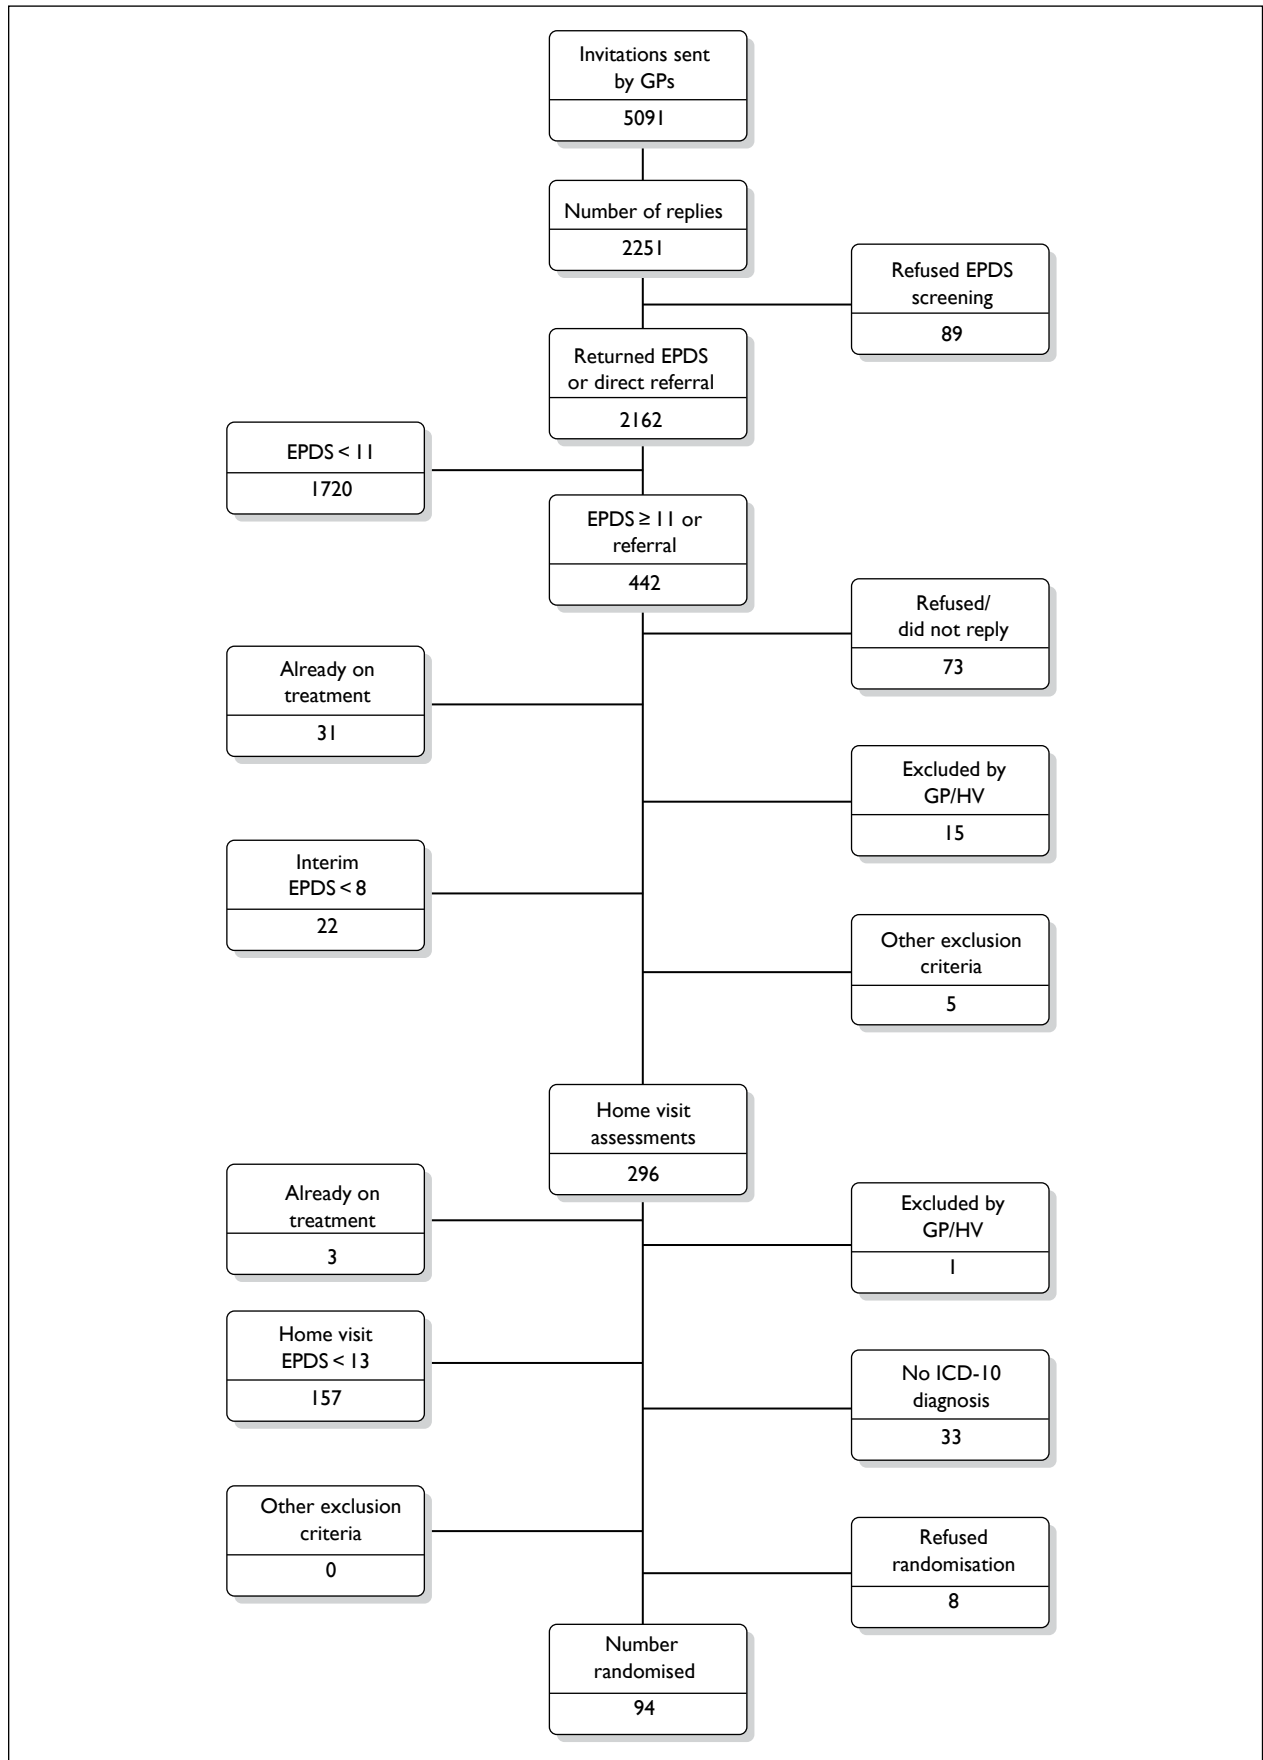 Invitations sent
by GPs
5091
Number of replies
2251
Refused EPDS
screening
89
Returned EPDS
or direct referral
2162
EPDS < 11
1720
EPDS ≥ 11 or
referral
442
Refused/
did not reply
73
Already on
treatment
31
Excluded by
GP/HV
15
Interim
EPDS < 8
22
Other exclusion
criteria
5
Home visit
assessments
296
Already on
treatment
3
Excluded by
GP/HV
1
Home visit
EPDS < 13
157
No ICD-10
diagnosis
33
Other exclusion
criteria
0
Refused
randomisation
8
Number
randomised
94